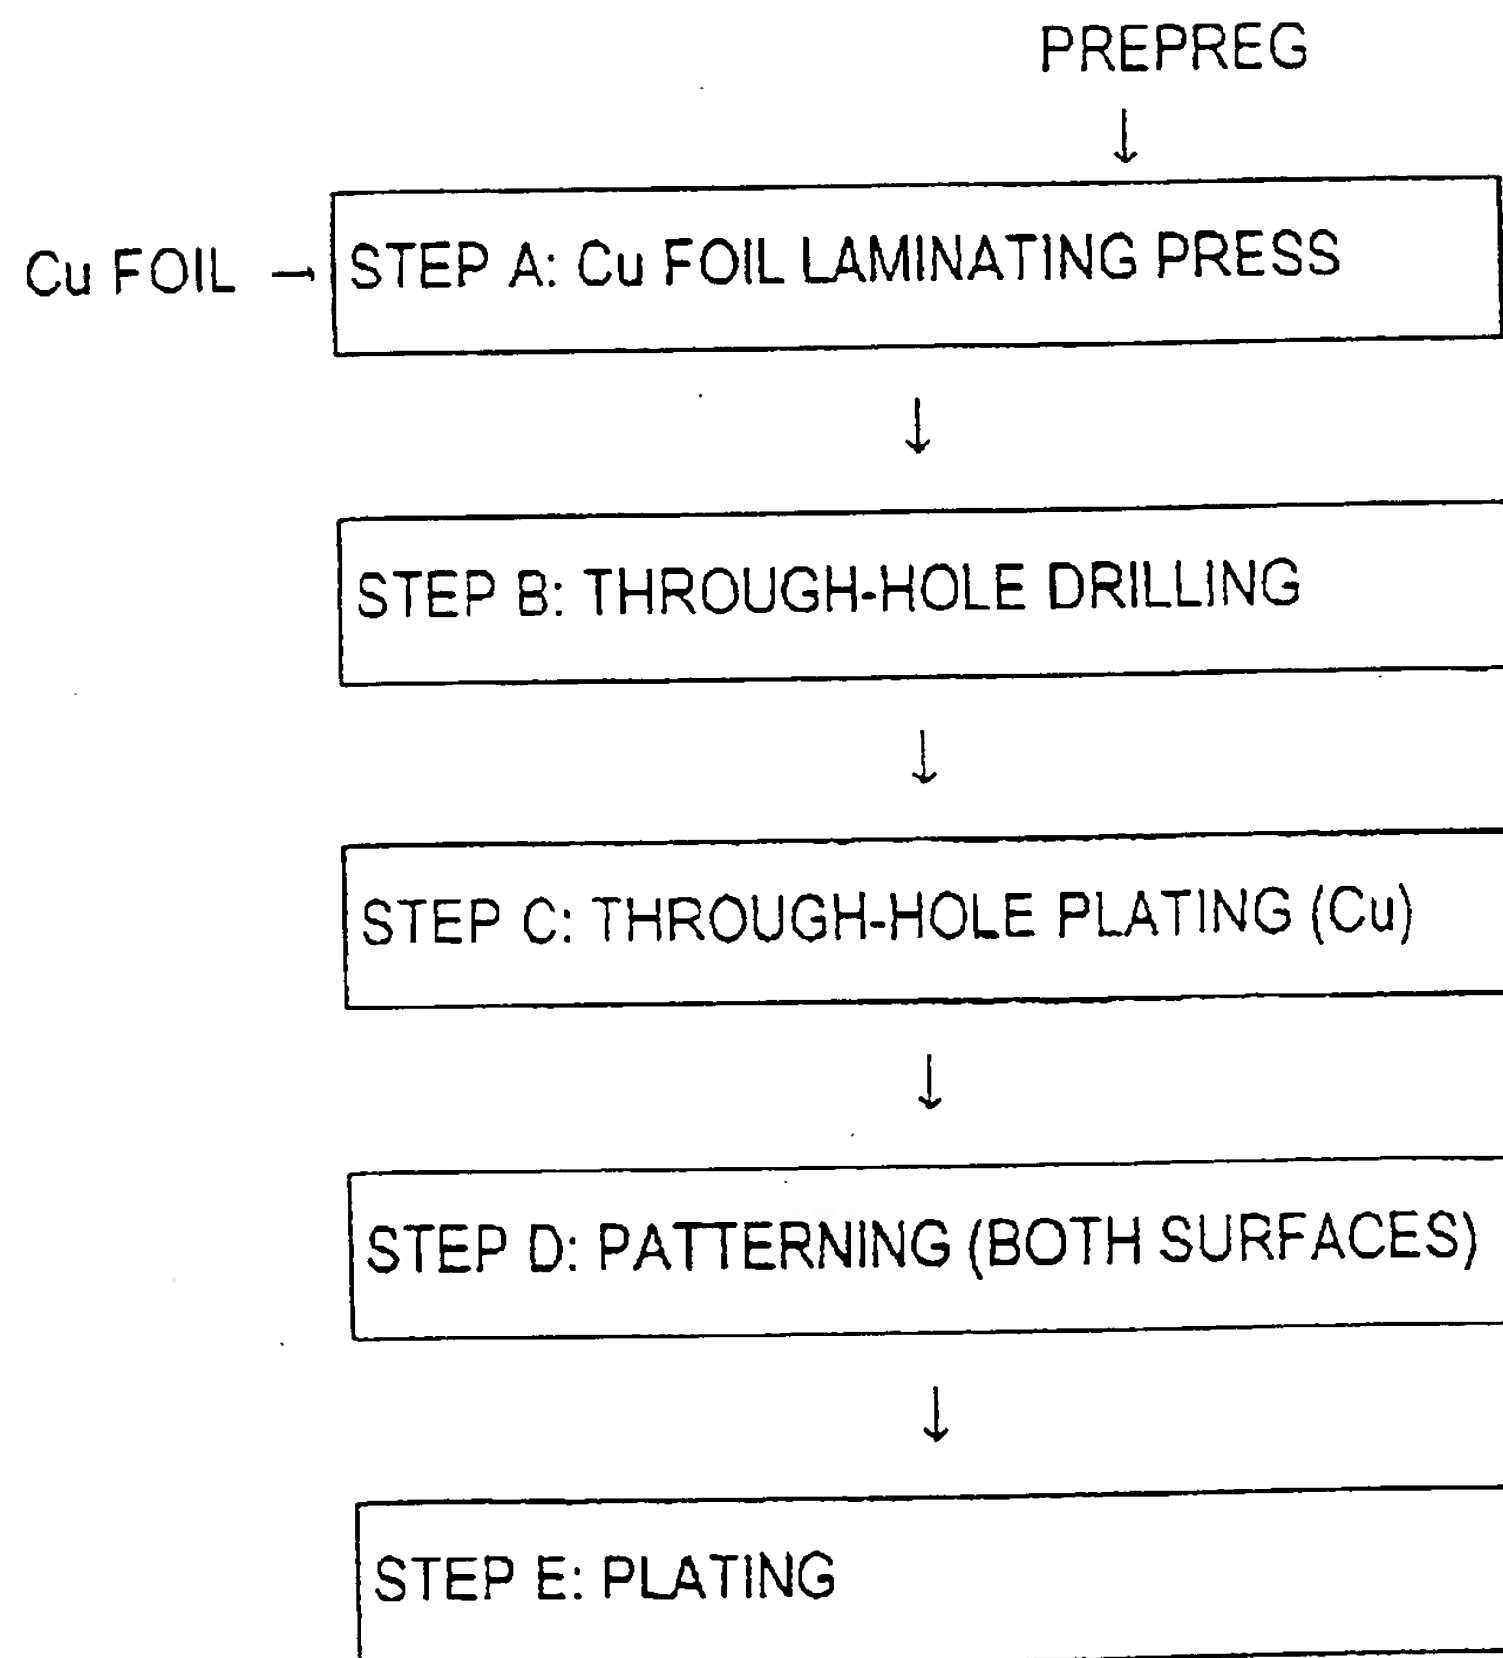 PREPREG
Cu FOIL → STEP A: Cu FOIL LAMINATING PRESS
STEP B: THROUGH-HOLE DRILLING
STEP C: THROUGH-HOLE PLATING (Cu)
STEP D: PATTERNING (BOTH SURFACES)
STEP E: PLATING